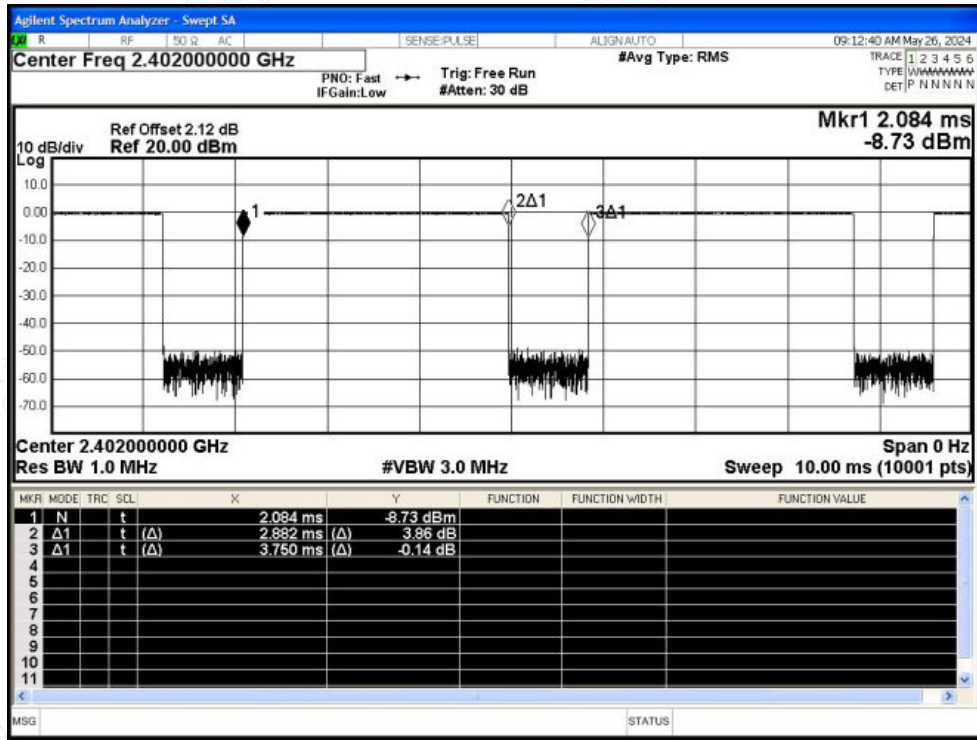 Agilent Spectrum Analyzer - Swept SA
LXI R RF 50 Ω AC SENSE:PULSE ALIGNAUTO 09:12:40 AM May 26, 2024
Center Freq 2.402000000 GHz
PNO: Fast
IFGain:Low
Trig: Free Run
#Atten: 30 dB
#Avg Type: RMS
TRACE 1 2 3 4 5 6
TYPE
DET P N N N N N
Mkr1 2.084 ms
-8.73 dBm
Ref Offset 2.12 dB
10 dB/div Ref 20.00 dBm
Log
10.0
0.00
-10.0
-20.0
-30.0
-40.0
-50.0
-60.0
-70.0
1
2Δ1
3Δ1
Center 2.402000000 GHz Span 0 Hz
Res BW 1.0 MHz #VBW 3.0 MHz Sweep 10.00 ms (10001 pts)
MKR MODE TRC SCL X Y FUNCTION FUNCTION WIDTH FUNCTION VALUE
1 N t 2.084 ms -8.73 dBm
2 Δ1 t (Δ) 2.882 ms (Δ) 3.86 dB
3 Δ1 t (Δ) 3.750 ms (Δ) -0.14 dB
4
5
6
7
8
9
10
11
MSG STATUS